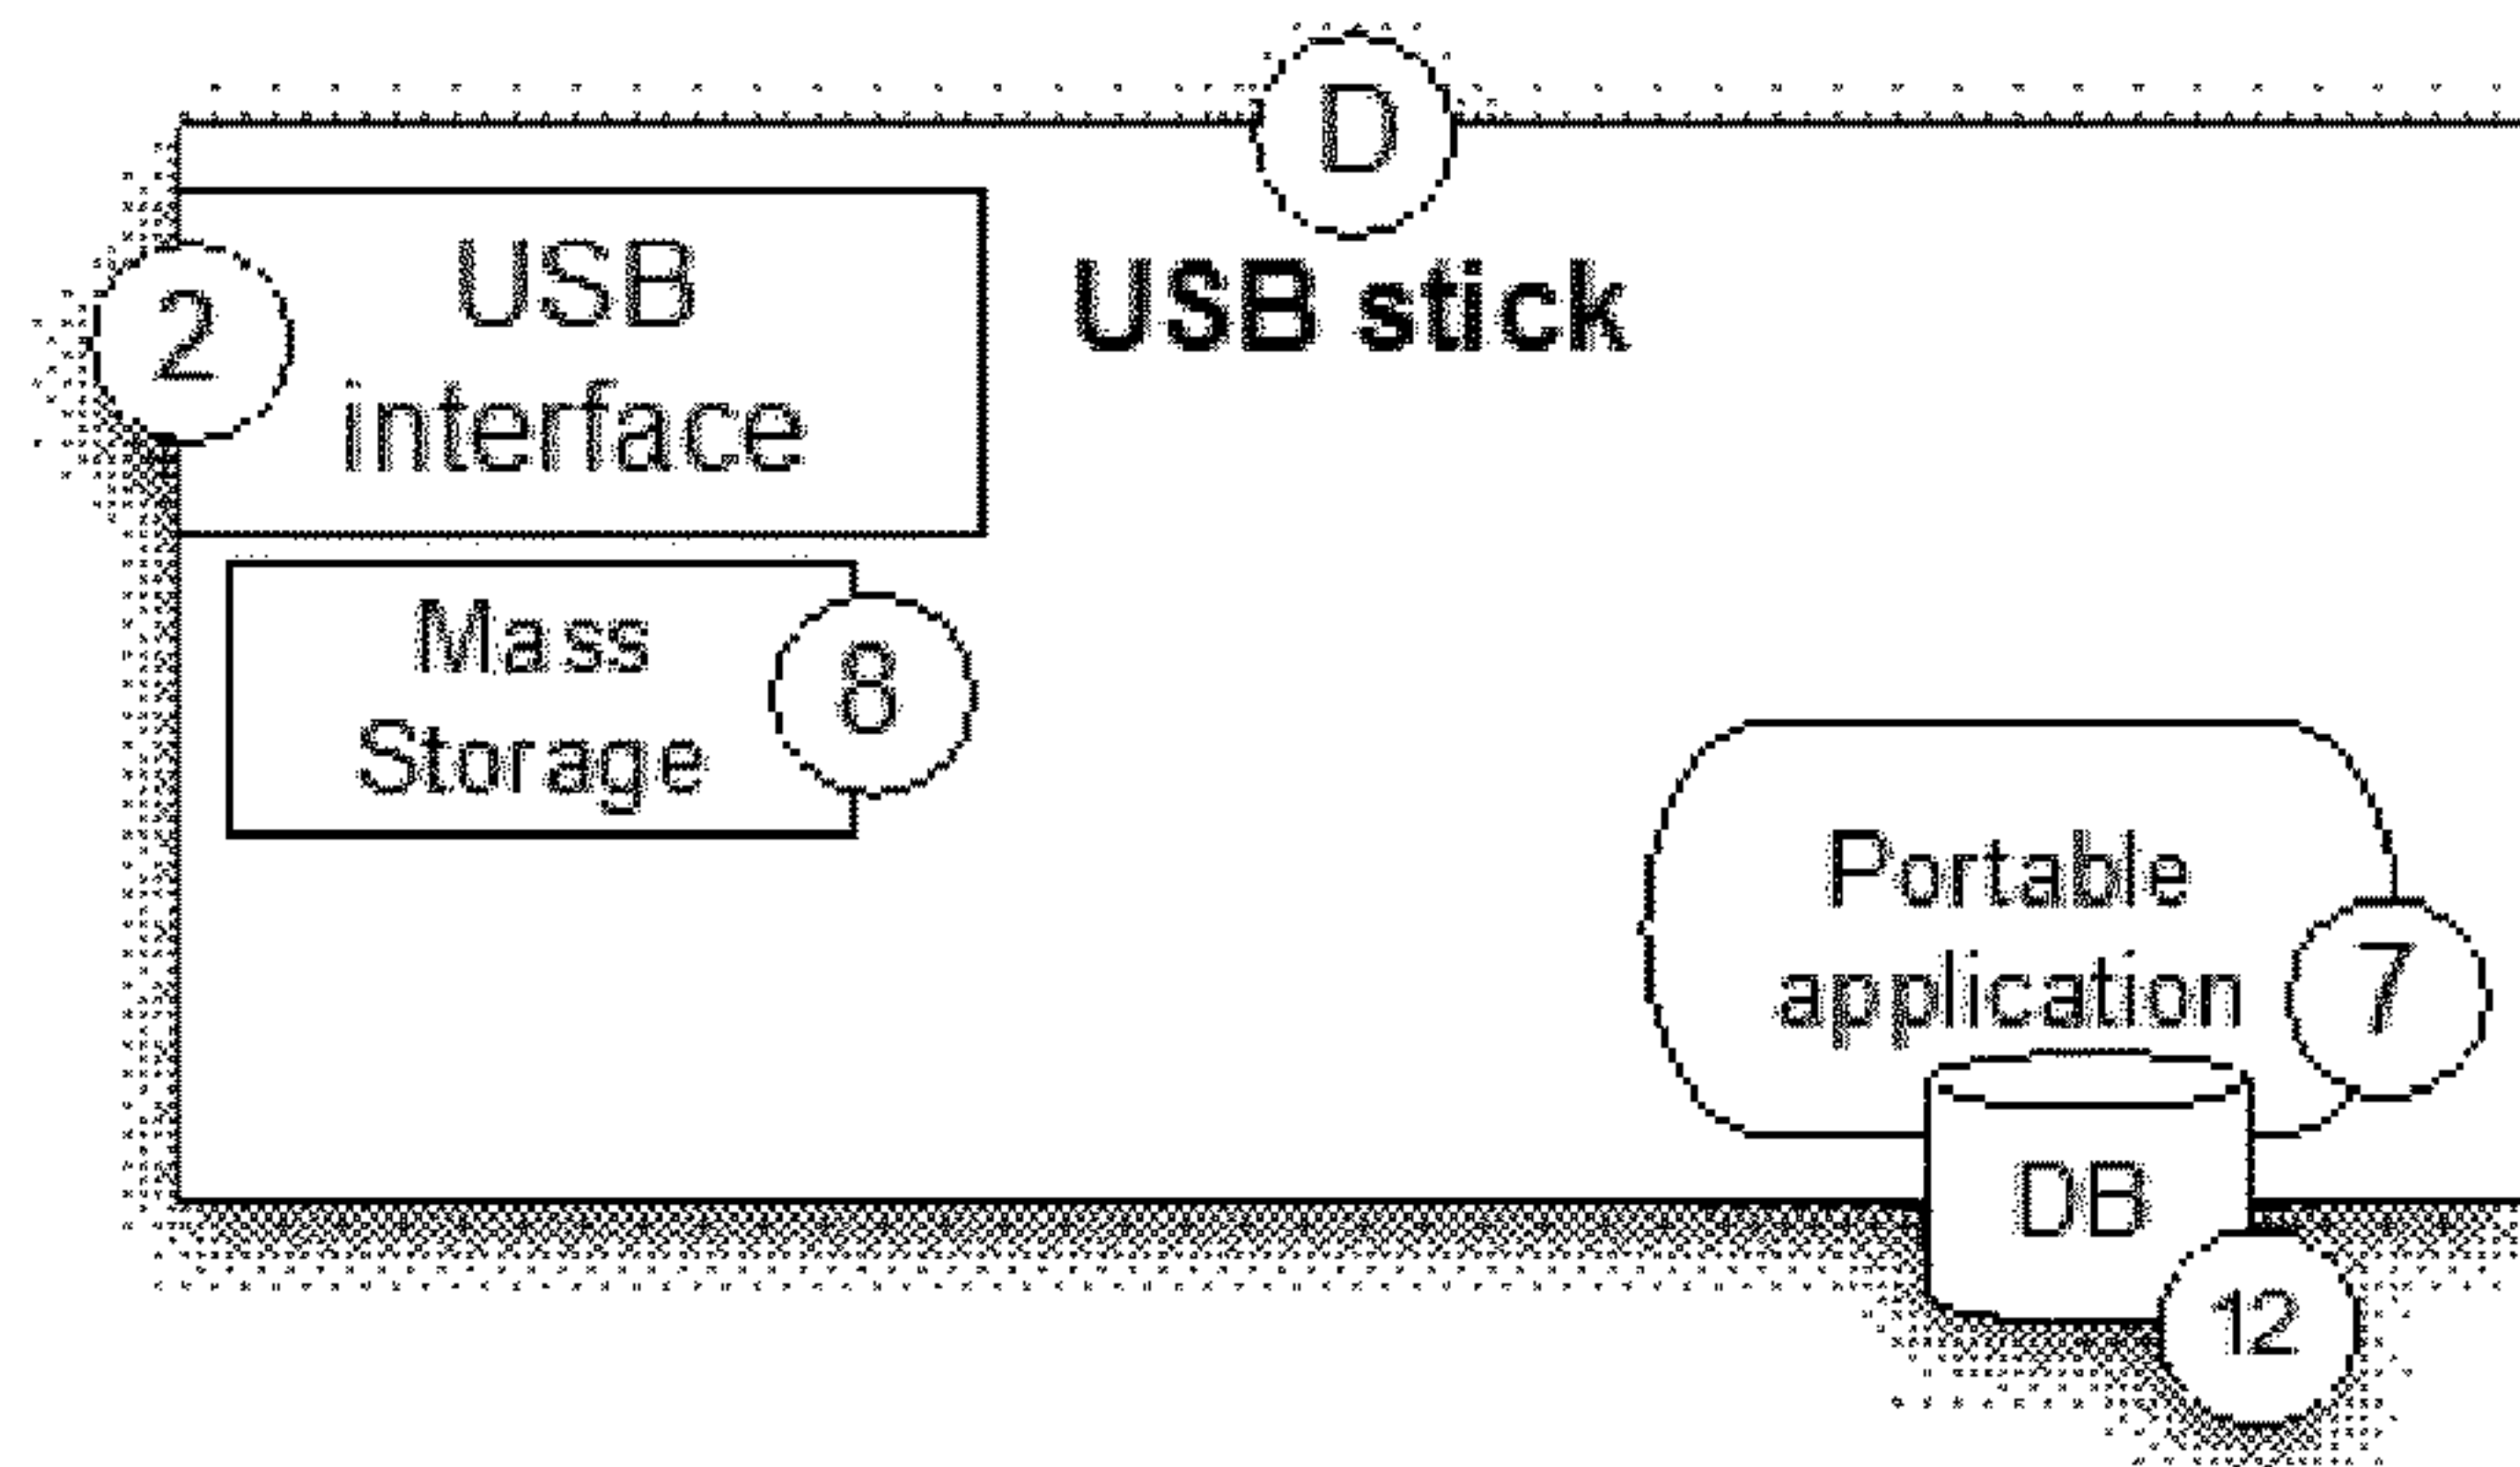 D
USB stick
2
USB
interface
Mass
Storage
8
Portable
application
7
DB
12